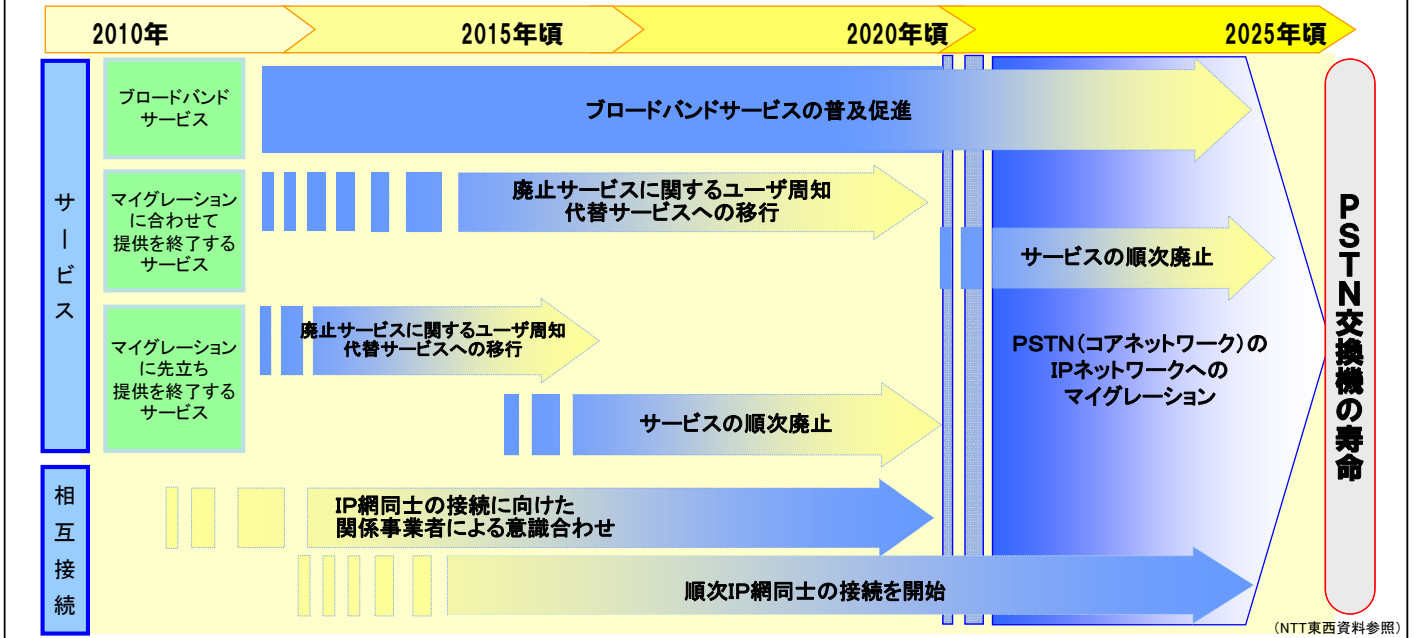 2010年
2015年頃
2020年頃
2025年頃
サービス
ブロードバンド
サービス
ブロードバンドサービスの普及促進
マイグレーション
に合わせて
提供を終了する
サービス
廃止サービスに関するユーザ周知
代替サービスへの移行
サービスの順次廃止
マイグレーション
に先立ち
提供を終了する
サービス
廃止サービスに関するユーザ周知
代替サービスへの移行
サービスの順次廃止
PSTN(コアネットワーク)の
IPネットワークへの
マイグレーション
PSTN交換機の寿命
相互接続
IP網同士の接続に向けた
関係事業者による意識合わせ
順次IP網同士の接続を開始
(NTT東西資料参照)